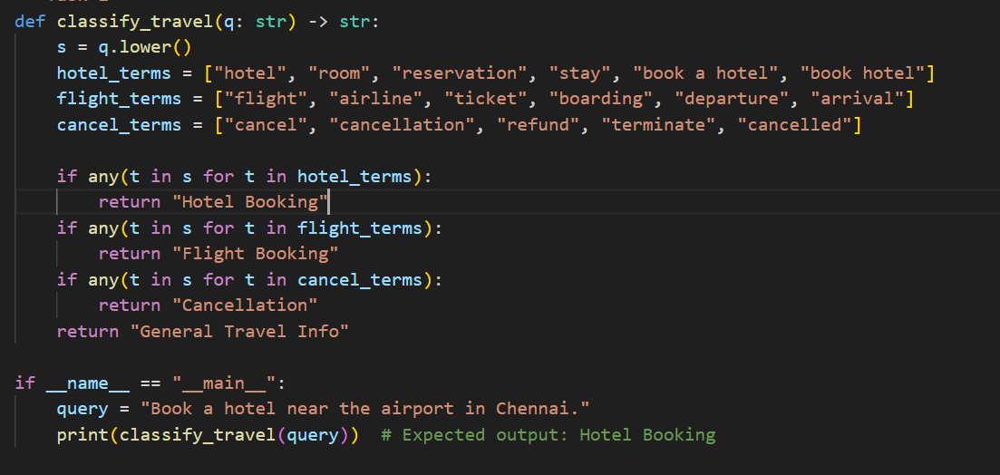 def classify_travel(q: str) -> str:
    s = q.lower()
    hotel_terms = ["hotel", "room", "reservation", "stay", "book a hotel", "book hotel"]
    flight_terms = ["flight", "airline", "ticket", "boarding", "departure", "arrival"]
    cancel_terms = ["cancel", "cancellation", "refund", "terminate", "cancelled"]
    if any(t in s for t in hotel_terms):
        return "Hotel Booking"
    if any(t in s for t in flight_terms):
        return "Flight Booking"
    if any(t in s for t in cancel_terms):
        return "Cancellation"
    return "General Travel Info"
if __name__ == "__main__":
    query = "Book a hotel near the airport in Chennai."
    print(classify_travel(query))  # Expected output: Hotel Booking